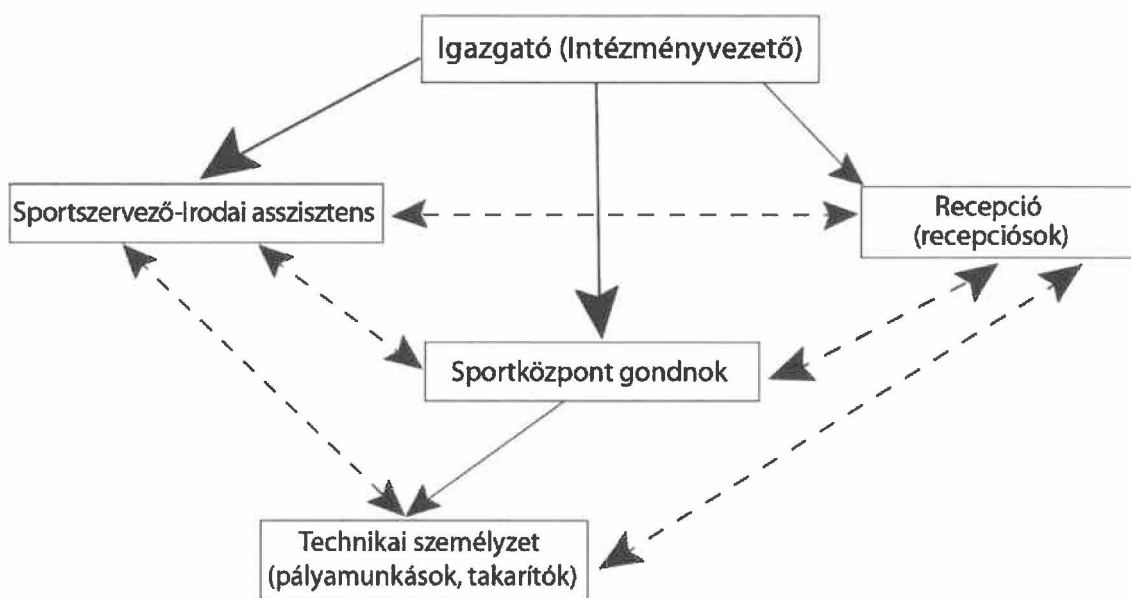 Igazgató (Intézményvezető)
Sportszervező-Irodai asszisztens
Recepció
(recepciósok)
Sportközpont gondnok
Technikai személyzet
(pályamunkások, takarítók)